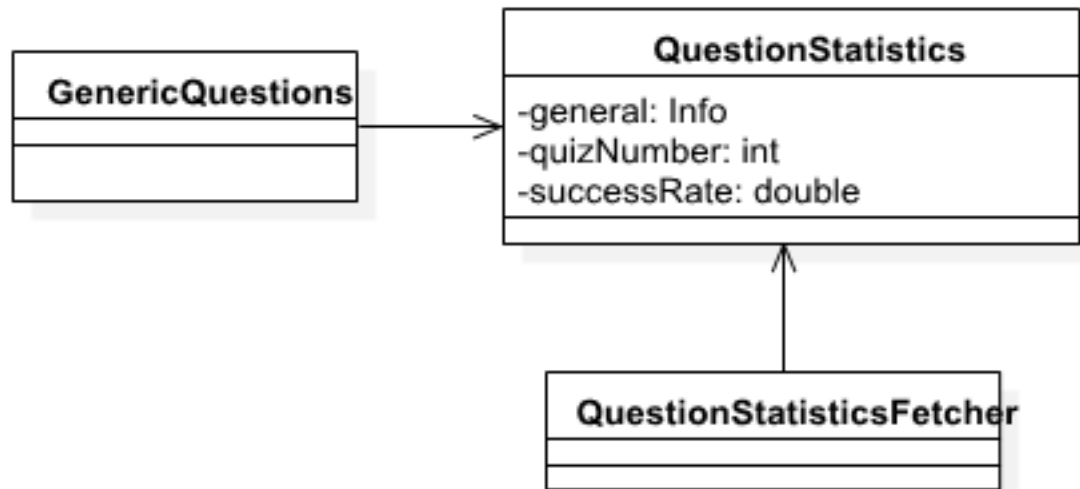 GenericQuestions
QuestionStatistics
-general: Info
-quizNumber: int
-successRate: double
QuestionStatisticsFetcher